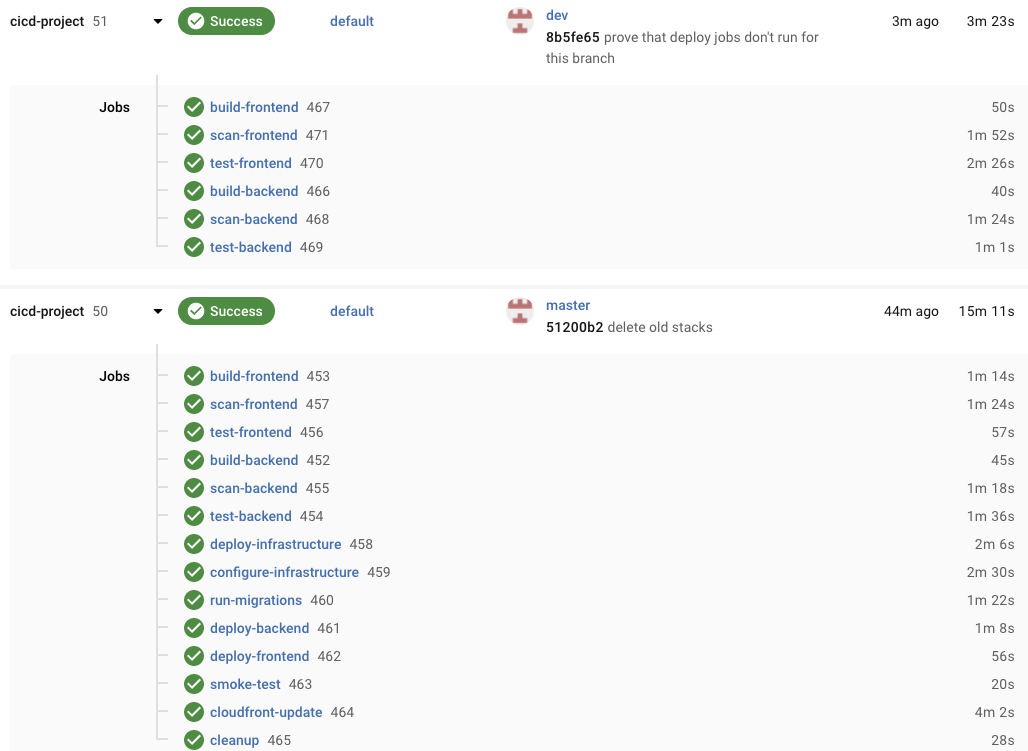 cicd-project 51 Success default dev 3m ago 3m 23s
8b5fe65 prove that deploy jobs don't run for
this branch
Jobs build-frontend 467 50s
scan-frontend 471 1m 52s
test-frontend 470 2m 26s
build-backend 466 40s
scan-backend 468 1m 24s
test-backend 469 1m 1s
cicd-project 50 Success default master 44m ago 15m 11s
51200b2 delete old stacks
Jobs build-frontend 453 1m 14s
scan-frontend 457 1m 24s
test-frontend 456 57s
build-backend 452 45s
scan-backend 455 1m 18s
test-backend 454 1m 36s
deploy-infrastructure 458 2m 6s
configure-infrastructure 459 2m 30s
run-migrations 460 1m 22s
deploy-backend 461 1m 8s
deploy-frontend 462 56s
smoke-test 463 20s
cloudfront-update 464 4m 2s
cleanup 465 28s